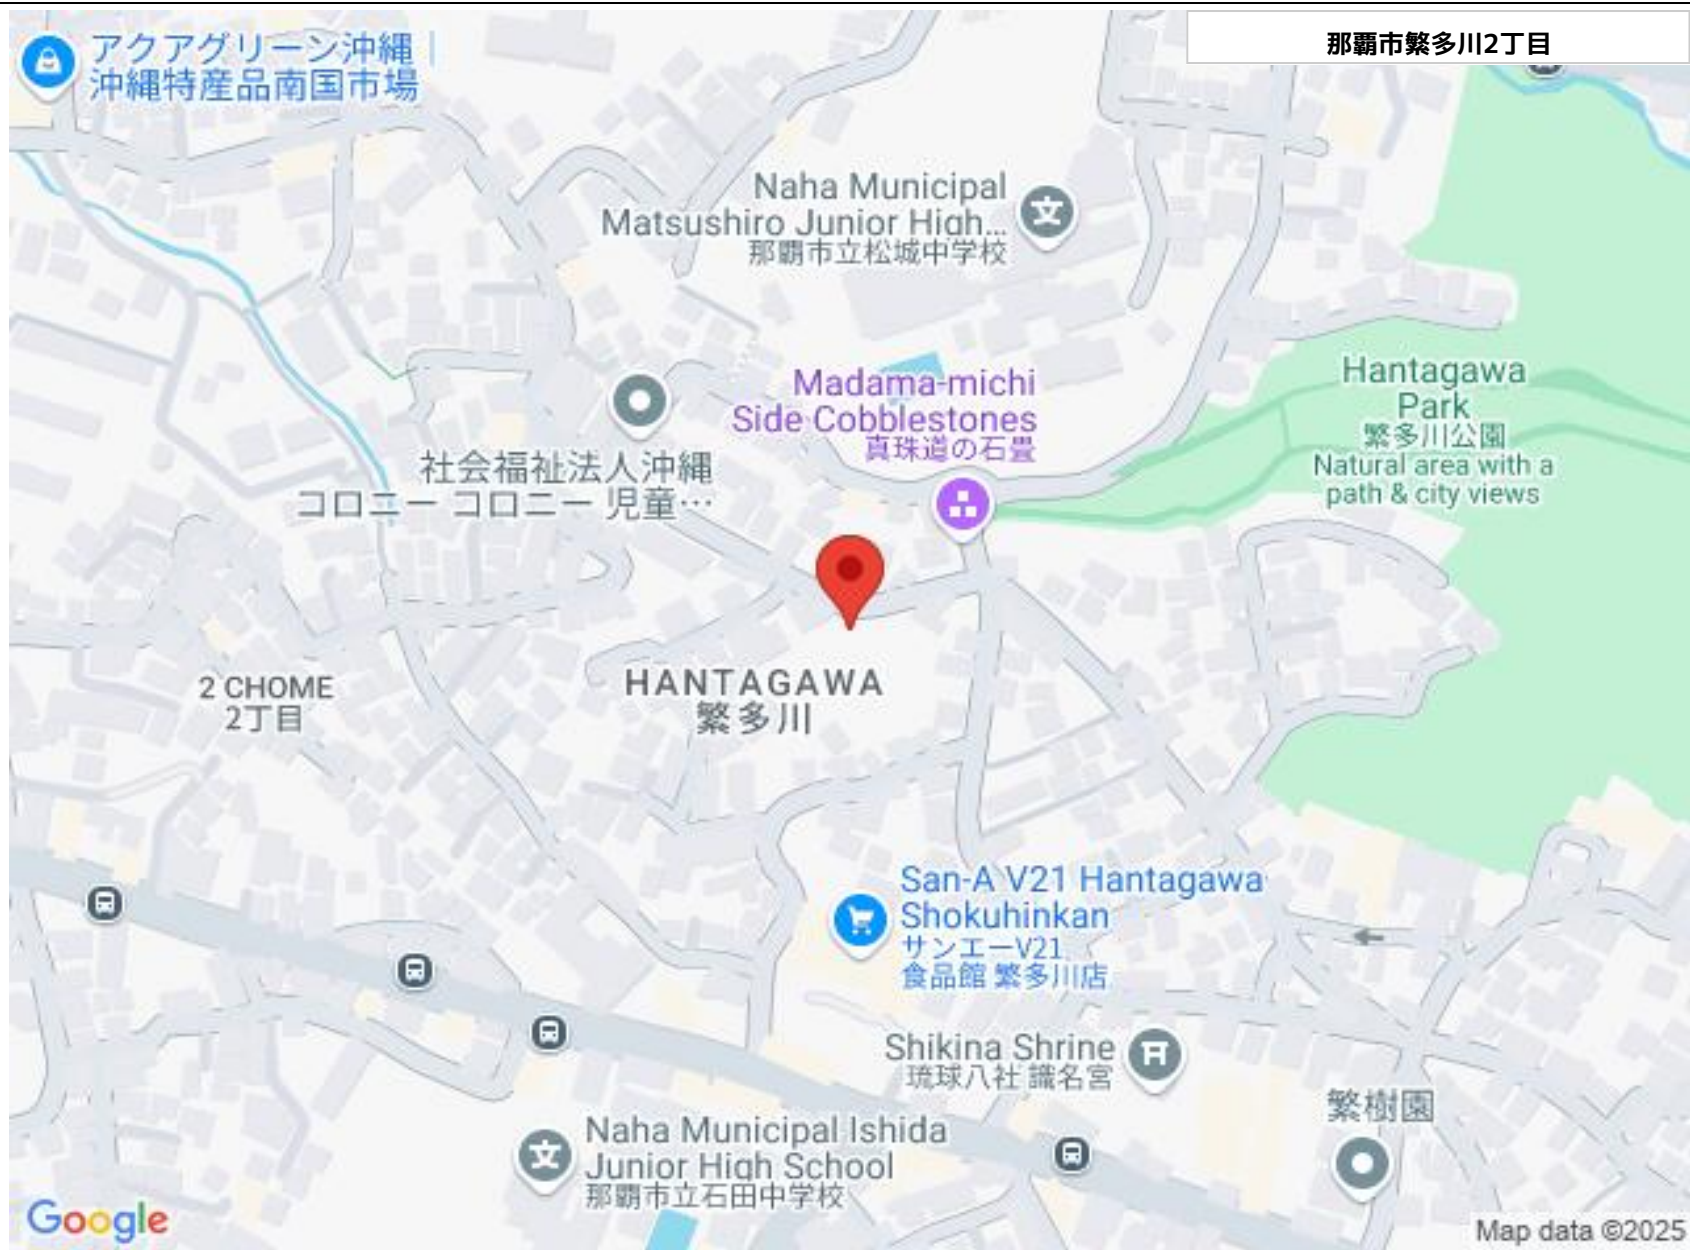 那覇市繁多川2丁目
アクアグリーン沖縄｜
沖縄特産品南国市場
Naha Municipal
Matsushiro Junior High...
那覇市立松城中学校
文
Madama-michi
Side Cobblestones
真珠道の石畳
Hantagawa
Park
繁多川公園
Natural area with a
path & city views
社会福祉法人沖縄
コロニー コロニー 児童…
HANTAGAWA
繁多川
2 CHOME
2丁目
San-A V21 Hantagawa
Shokuhinkan
サンエーV21
食品館 繁多川店
Shikina Shrine
琉球八社 識名宮
繁樹園
文
Naha Municipal Ishida
Junior High School
那覇市立石田中学校
Google
Map data ©2025